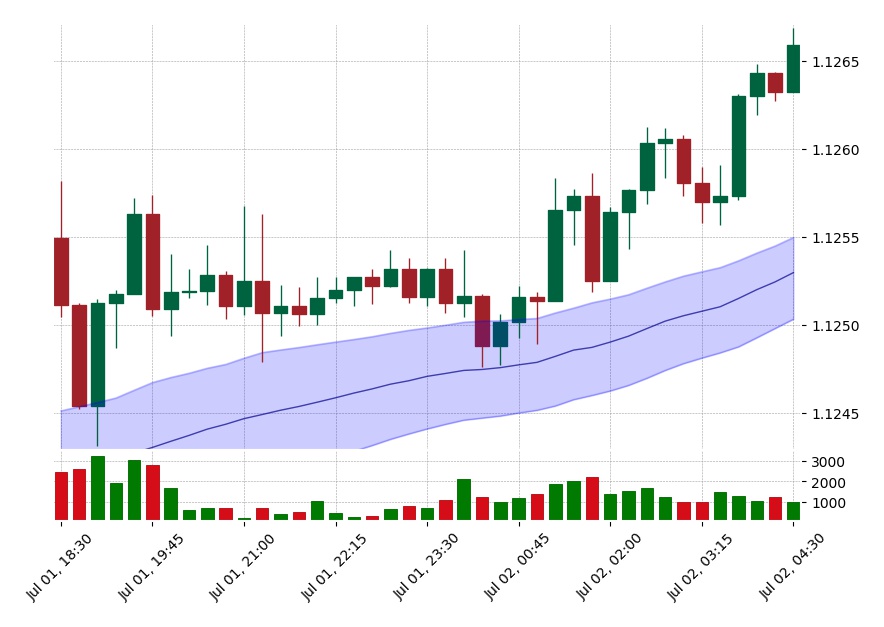 1.1265
1.1260
1.1255
1.1250
1.1245
3000
2000
1000
Jul 01, 18:30
Jul 01, 19:45
Jul 01, 21:00
Jul 01, 22:15
Jul 01, 23:30
Jul 02, 00:45
Jul 02, 02:00
Jul 02, 03:15
Jul 02, 04:30